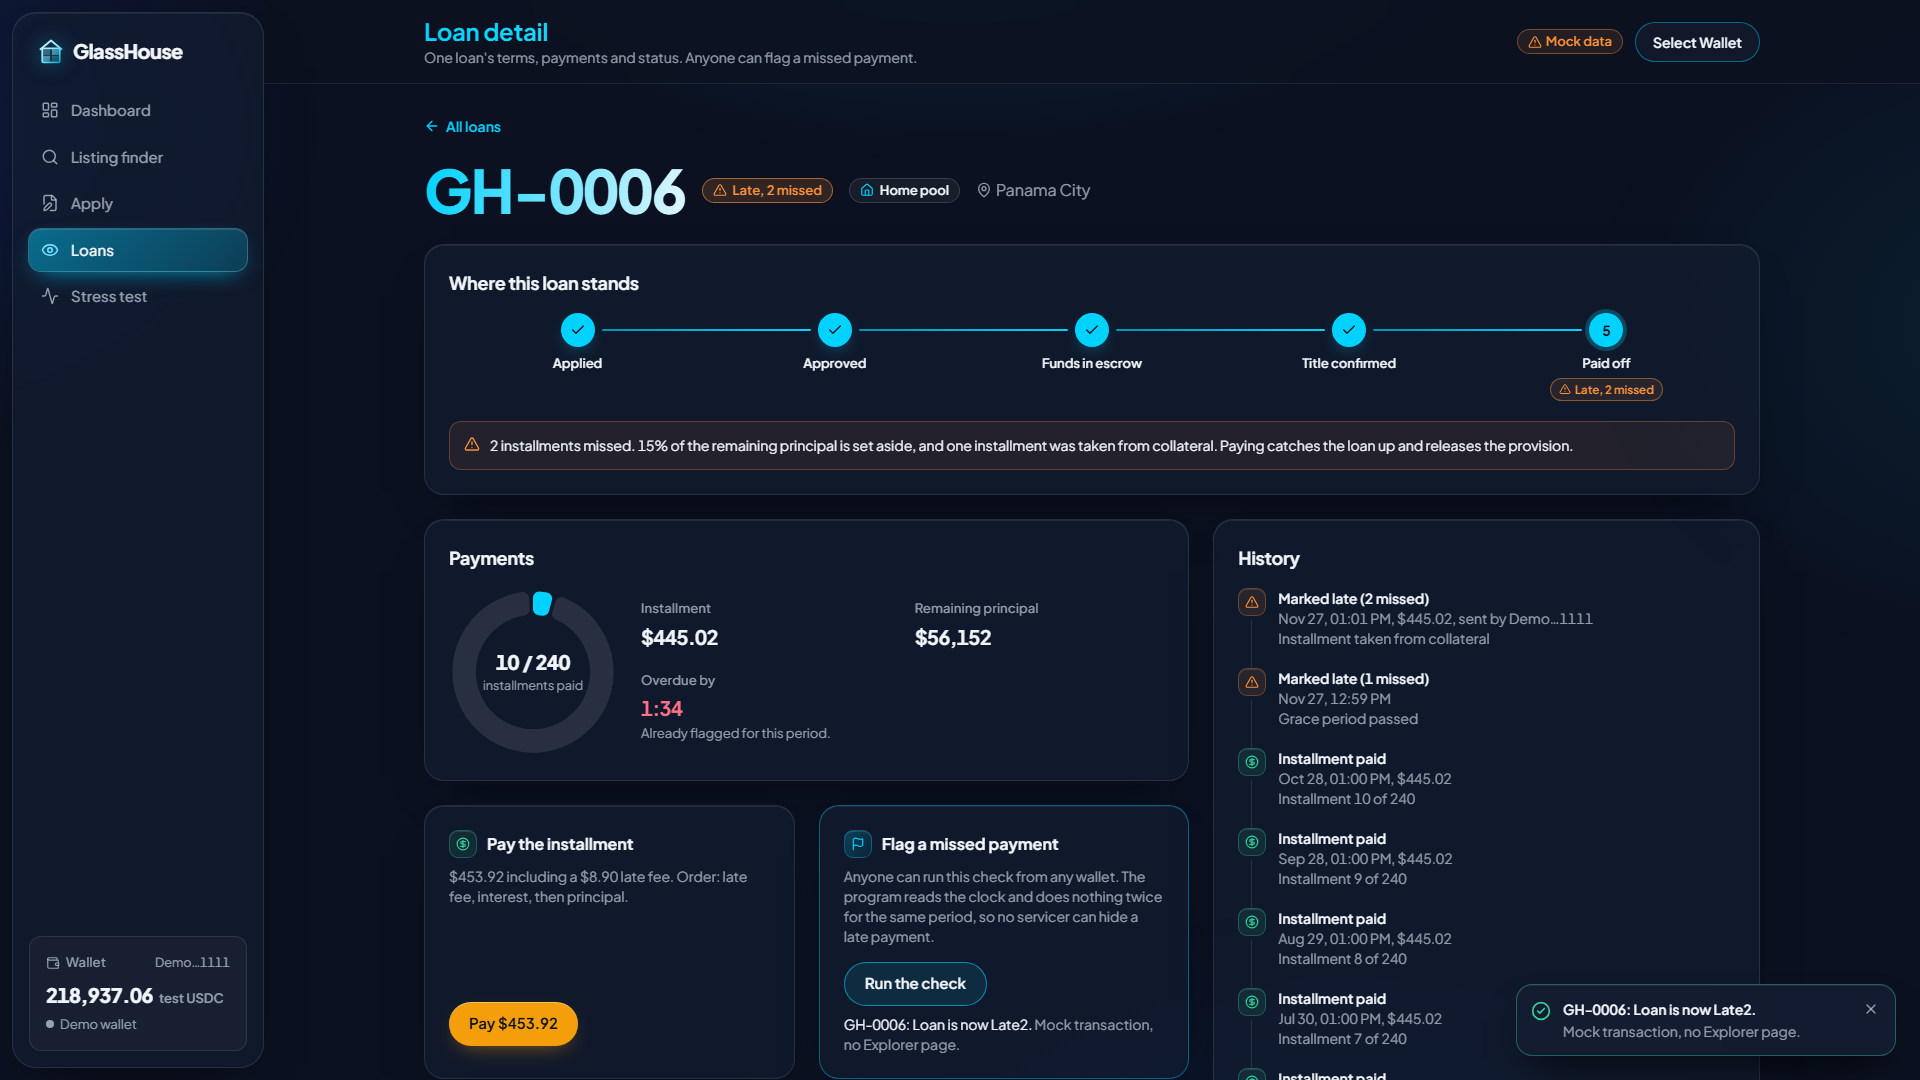 GlassHouse
Dashboard
Listing finder
Apply
Loans
Stress test
Wallet Demo...1111
218,937.06 test USDC
Demo wallet
Loan detail
One loan's terms, payments and status. Anyone can flag a missed payment.
Mock data
Select Wallet
All loans
GH-0006
Late, 2 missed
Home pool
Panama City
Where this loan stands
Applied
Approved
Funds in escrow
Title confirmed
5
Paid off
Late, 2 missed
2 installments missed. 15% of the remaining principal is set aside, and one installment was taken from collateral. Paying catches the loan up and releases the provision.
Payments
10 / 240
installments paid
Installment
$445.02
Remaining principal
$56,152
Overdue by
1:34
Already flagged for this period.
Pay the installment
$453.92 including a $8.90 late fee. Order: late
fee, interest, then principal.
Pay $453.92
Flag a missed payment
Anyone can run this check from any wallet. The
program reads the clock and does nothing twice
for the same period, so no servicer can hide a
late payment.
Run the check
GH-0006: Loan is now Late2. Mock transaction,
no Explorer page.
History
Marked late (2 missed)
Nov 27, 01:01 PM, $445.02, sent by Demo...1111
Installment taken from collateral
Marked late (1 missed)
Nov 27, 12:59 PM
Grace period passed
Installment paid
Oct 28, 01:00 PM, $445.02
Installment 10 of 240
Installment paid
Sep 28, 01:00 PM, $445.02
Installment 9 of 240
Installment paid
Aug 29, 01:00 PM, $445.02
Installment 8 of 240
Installment paid
Jul 30, 01:00 PM, $445.02
Installment 7 of 240
Installment paid
GH-0006: Loan is now Late2.
Mock transaction, no Explorer page.